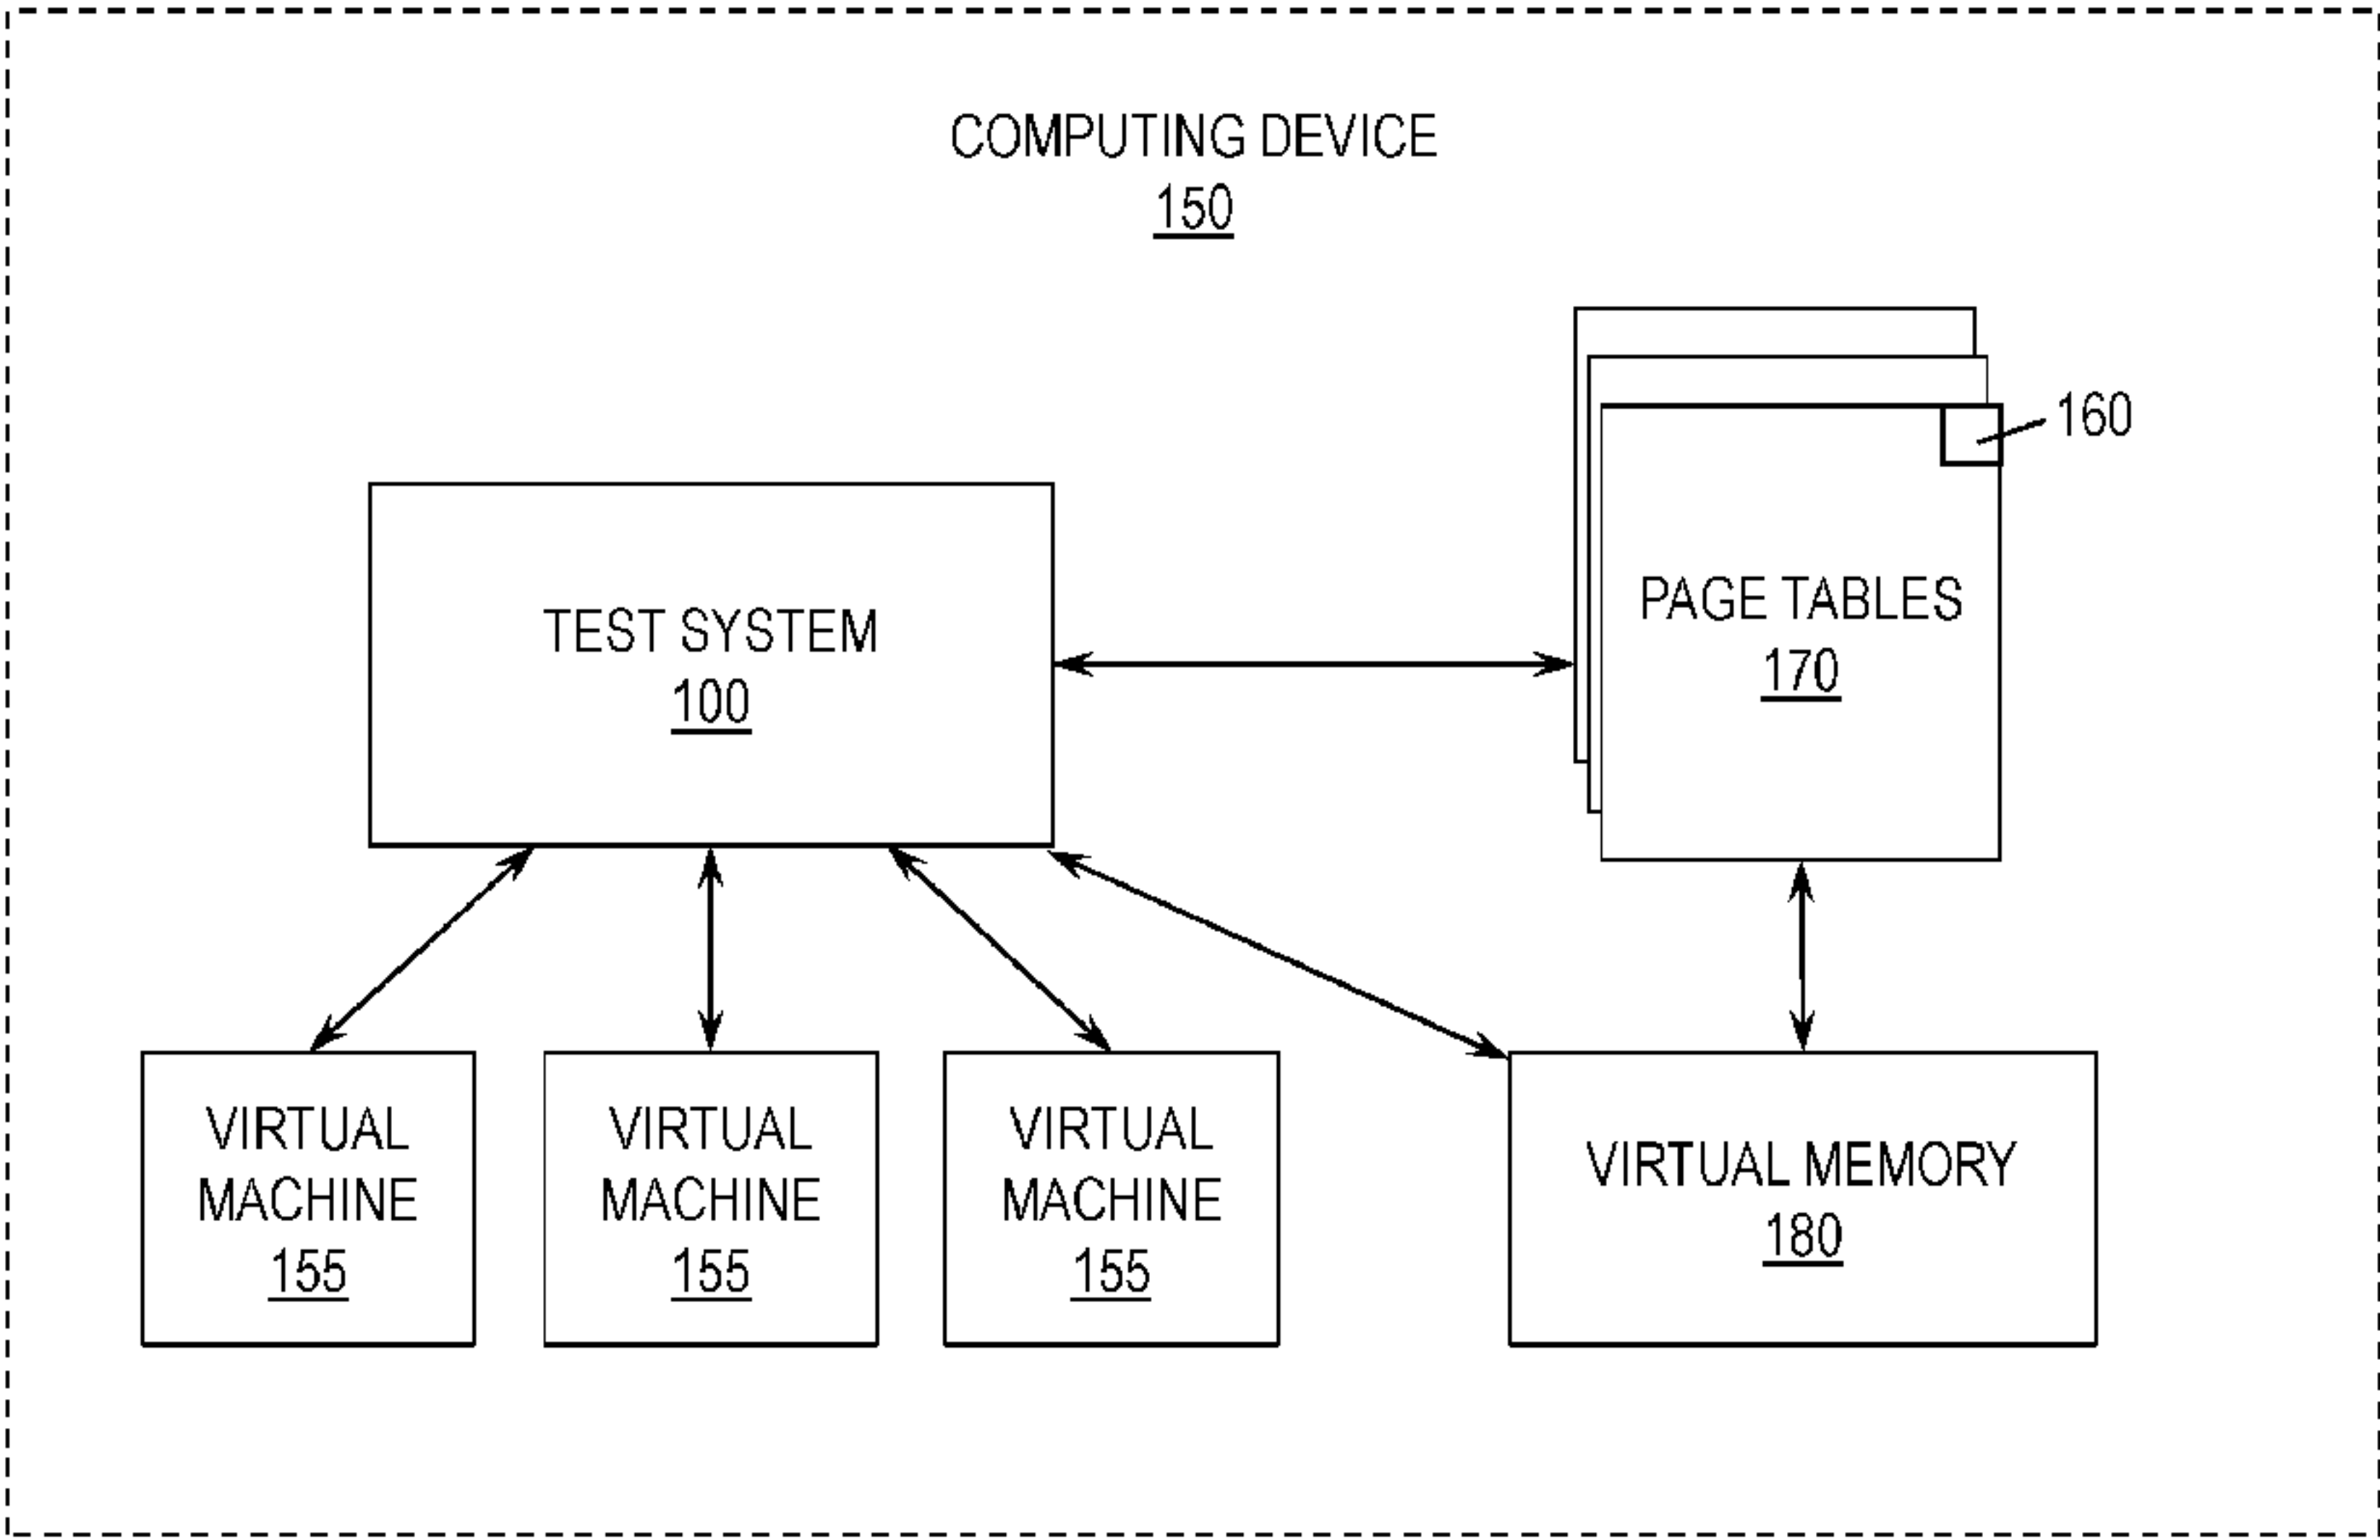 COMPUTING DEVICE
150
160
TEST SYSTEM
100
PAGE TABLES
170
VIRTUAL
MACHINE
155
VIRTUAL
MACHINE
155
VIRTUAL
MACHINE
155
VIRTUAL MEMORY
180